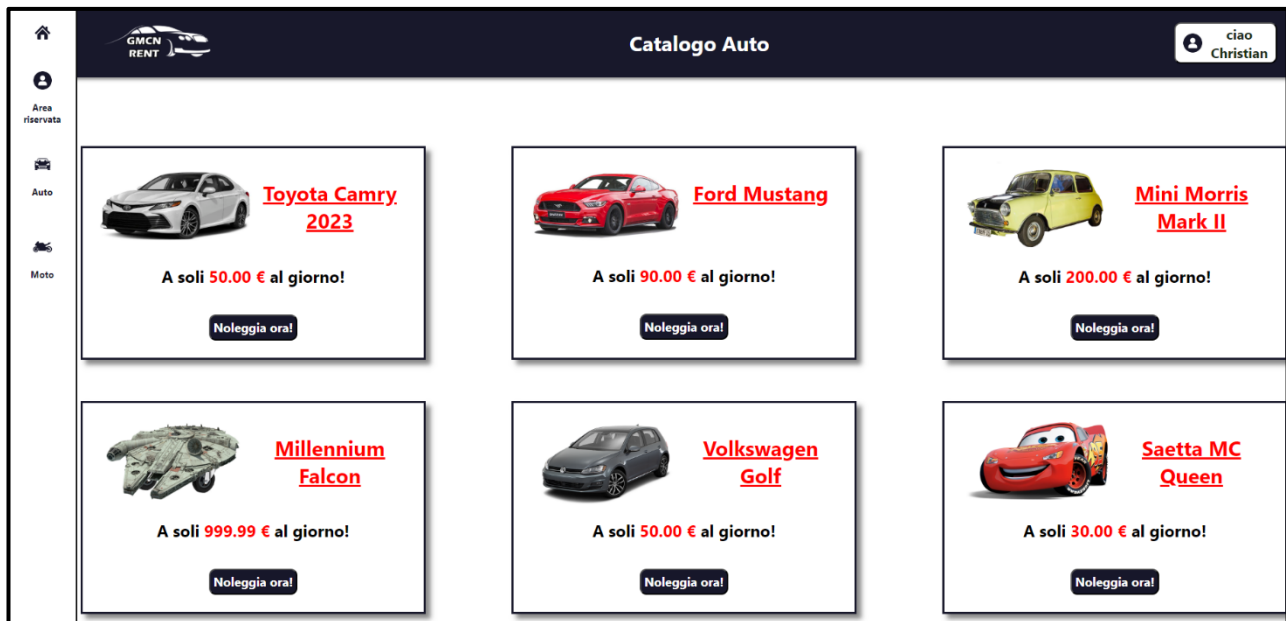 GMCN
RENT
Catalogo Auto
ciao
Christian
Area
riservata
Auto
Moto
Toyota Camry
2023
A soli 50.00 € al giorno!
Noleggia ora!
Ford Mustang
A soli 90.00 € al giorno!
Noleggia ora!
Mini Morris
Mark II
A soli 200.00 € al giorno!
Noleggia ora!
Millennium
Falcon
A soli 999.99 € al giorno!
Noleggia ora!
Volkswagen
Golf
A soli 50.00 € al giorno!
Noleggia ora!
Saetta MC
Queen
A soli 30.00 € al giorno!
Noleggia ora!